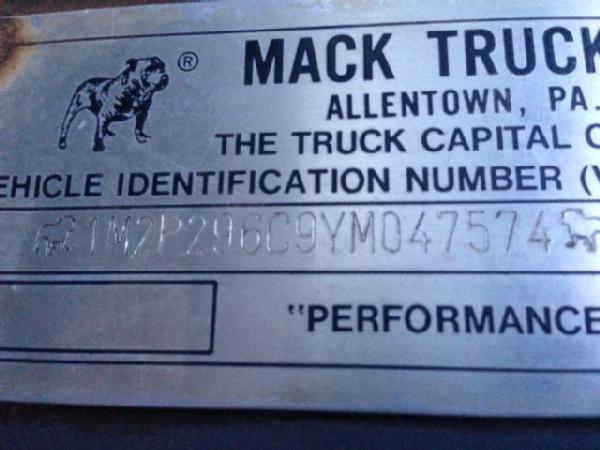 ® MACK TRUCK
ALLENTOWN, PA.
THE TRUCK CAPITAL O
EHICLE IDENTIFICATION NUMBER (V
1M2P296C9YM047574
"PERFORMANCE